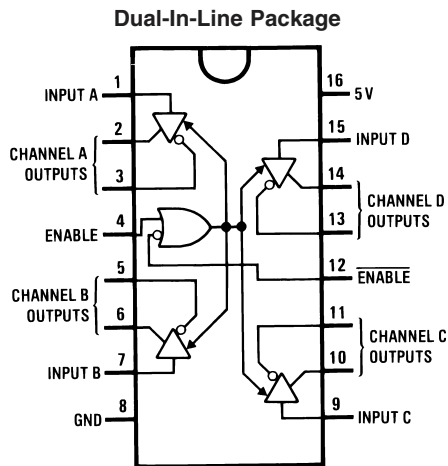 Dual-In-Line Package
INPUT A
1
2
CHANNEL A
OUTPUTS
3
4
ENABLE
5
CHANNEL B
OUTPUTS
6
7
INPUT B
8
GND
16
5V
15
INPUT D
14
CHANNEL D
OUTPUTS
13
12
ENABLE
11
CHANNEL C
OUTPUTS
10
9
INPUT C